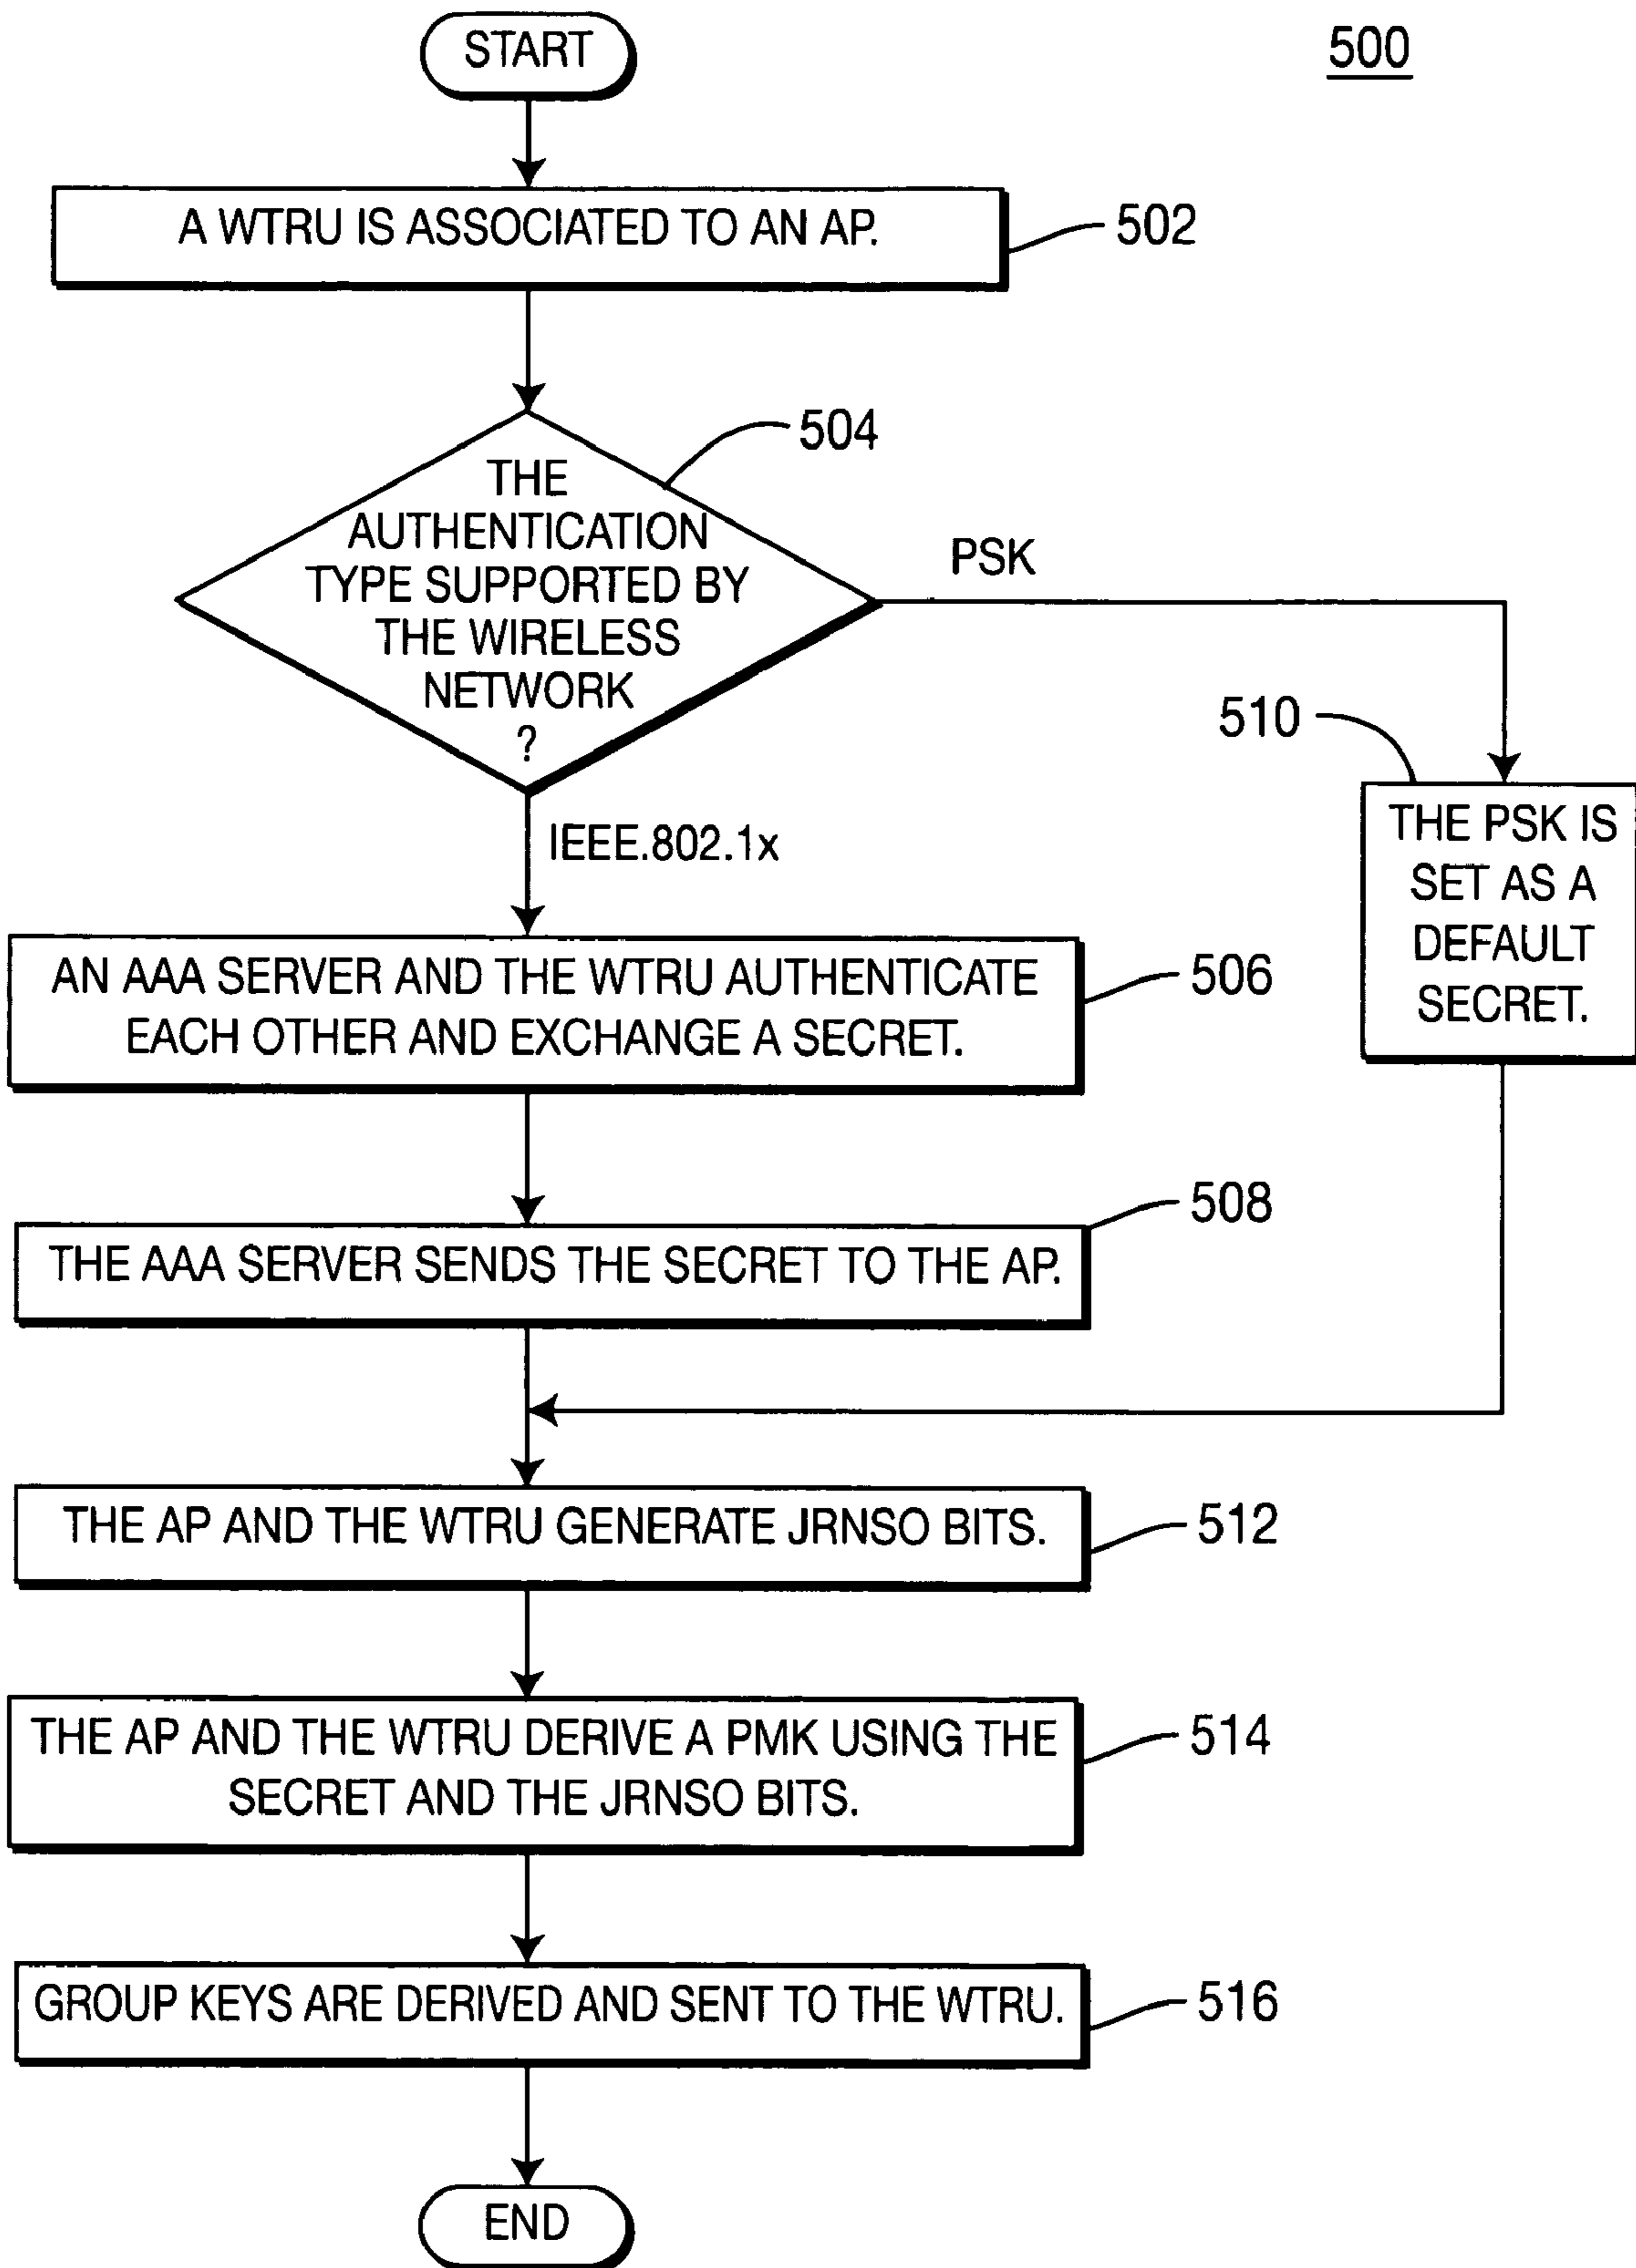 START
500
A WTRU IS ASSOCIATED TO AN AP.
502
504
THE
AUTHENTICATION
TYPE SUPPORTED BY
THE WIRELESS
NETWORK
?
PSK
510
THE PSK IS
SET AS A
DEFAULT
SECRET.
IEEE.802.1x
AN AAA SERVER AND THE WTRU AUTHENTICATE
EACH OTHER AND EXCHANGE A SECRET.
506
508
THE AAA SERVER SENDS THE SECRET TO THE AP.
THE AP AND THE WTRU GENERATE JRNSO BITS.
512
THE AP AND THE WTRU DERIVE A PMK USING THE
SECRET AND THE JRNSO BITS.
514
GROUP KEYS ARE DERIVED AND SENT TO THE WTRU.
516
END